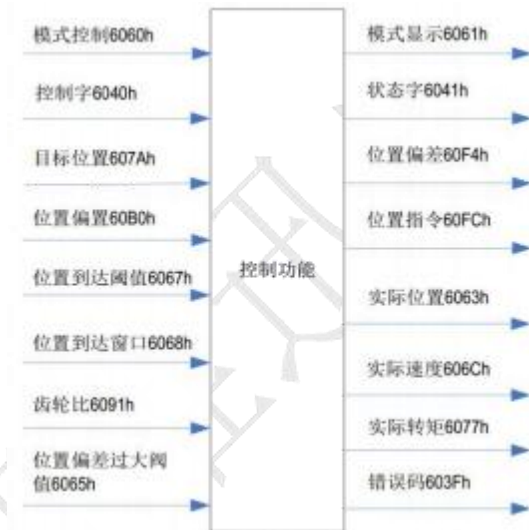 模式控制6060h
控制字6040h
目标位置607Ah
位置偏置60B0h
位置到达阈值6067h
位置到达窗口6068h
齿轮比6091h
位置偏差过大阀
值6065h
控制功能
模式显示6061h
状态字6041h
位置偏差60F4h
位置指令60FCh
实际位置6063h
实际速度606Ch
实际转矩6077h
错误码603Fh